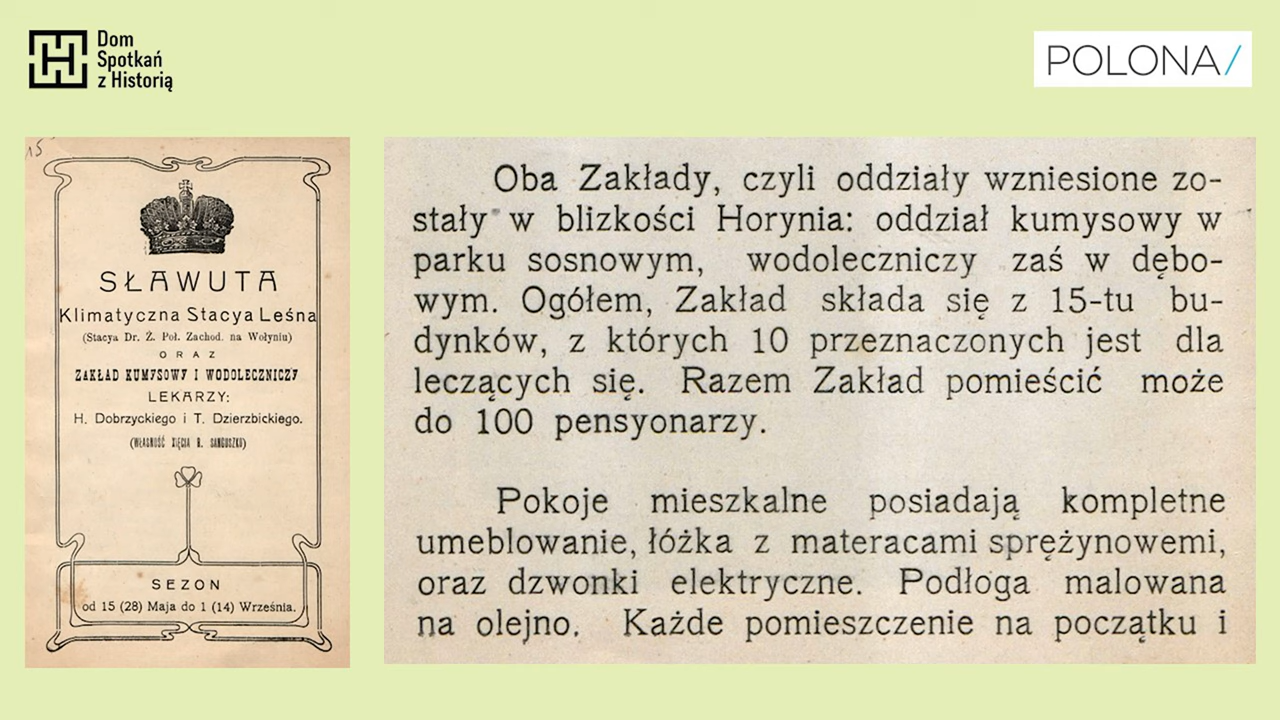 Dom
Spotkań
z Historią
POLONA/
15
SŁAWUTA
Klimatyczna Stacya Leśna
(Stacya Dr. Ż. Poł. Zachod. na Wołyniu)
ORAZ
ZAKŁAD KUMYSOWY I WODOLECZNICZY
LEKARZY:
H. Dobrzyckiego i T. Dzierzbickiego.
(WŁASNOŚĆ XIĘCIA R. SANGUSZKO)
SEZON
od 15 (28) Maja do 1 (14) Września.
Oba Zakłady, czyli oddziały wzniesione zo-
stały w blizkości Horynia: oddział kumysowy w
parku sosnowym, wodoleczniczy zaś w dębo-
wym. Ogółem, Zakład składa się z 15-tu bu-
dynków, z których 10 przeznaczonych jest dla
leczących się. Razem Zakład pomieścić może
do 100 pensyonarzy.
Pokoje mieszkalne posiadają kompletne
umeblowanie, łóżka z materacami sprężynowemi,
oraz dzwonki elektryczne. Podłoga malowana
na olejno. Każde pomieszczenie na początku i